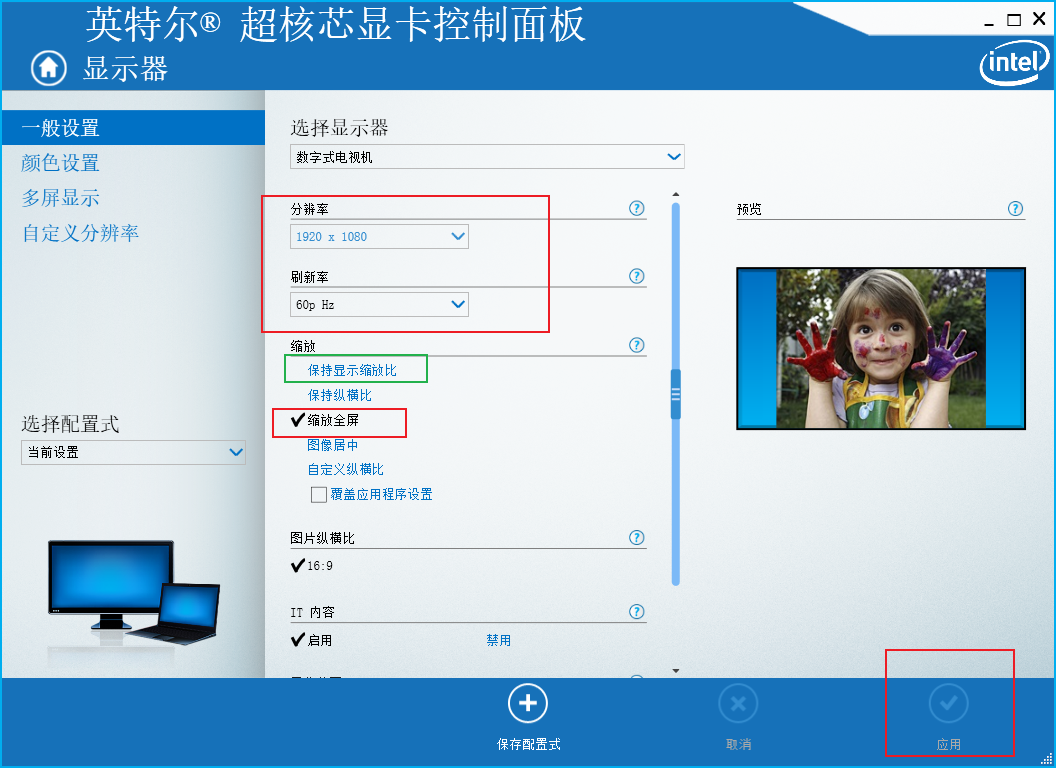 英特尔® 超核芯显卡控制面板
显示器
intel
一般设置
颜色设置
多屏显示
自定义分辨率
选择配置式
当前设置
选择显示器
数字式电视机
分辨率
?
1920 x 1080
刷新率
?
60p Hz
缩放
?
保持显示缩放比
保持纵横比
缩放全屏
图像居中
自定义纵横比
覆盖应用程序设置
图片纵横比
?
16:9
IT 内容
?
启用
禁用
预览
?
保存配置式
取消
应用